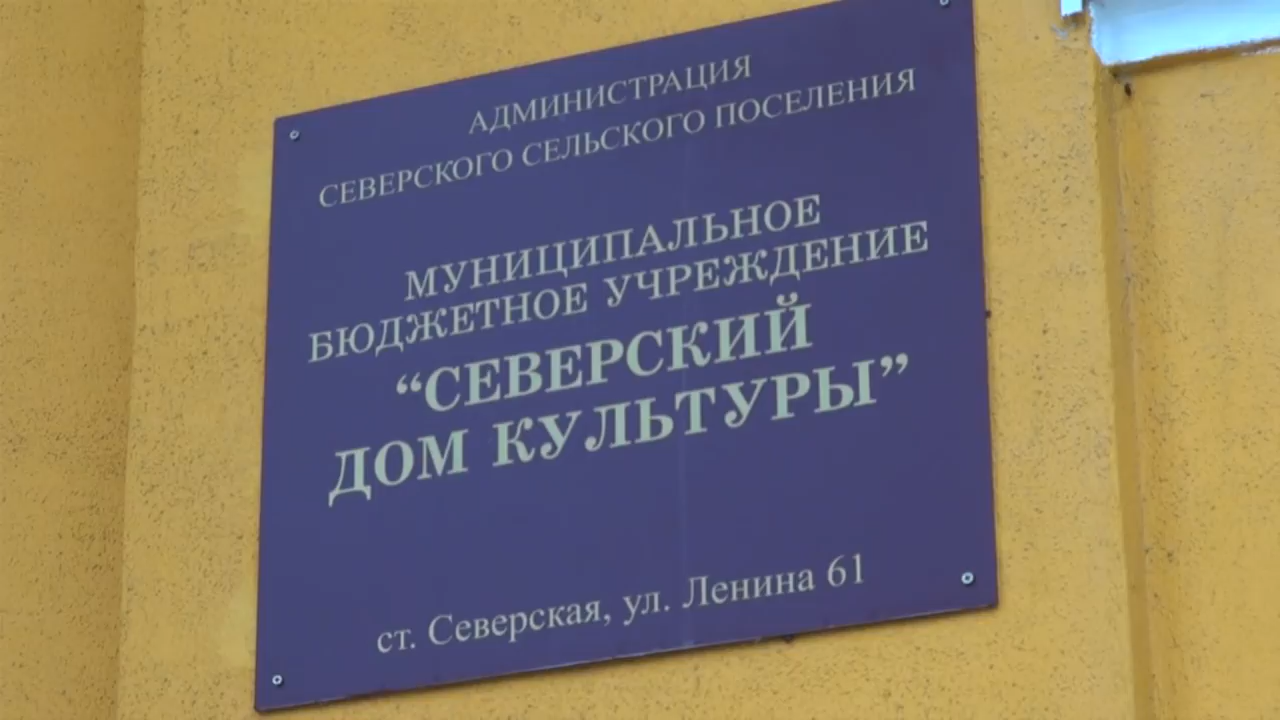 АДМИНИСТРАЦИЯ
СЕВЕРСКОГО СЕЛЬСКОГО ПОСЕЛЕНИЯ
МУНИЦИПАЛЬНОЕ
БЮДЖЕТНОЕ УЧРЕЖДЕНИЕ
“СЕВЕРСКИЙ
ДОМ КУЛЬТУРЫ”
ст. Северская, ул. Ленина 61